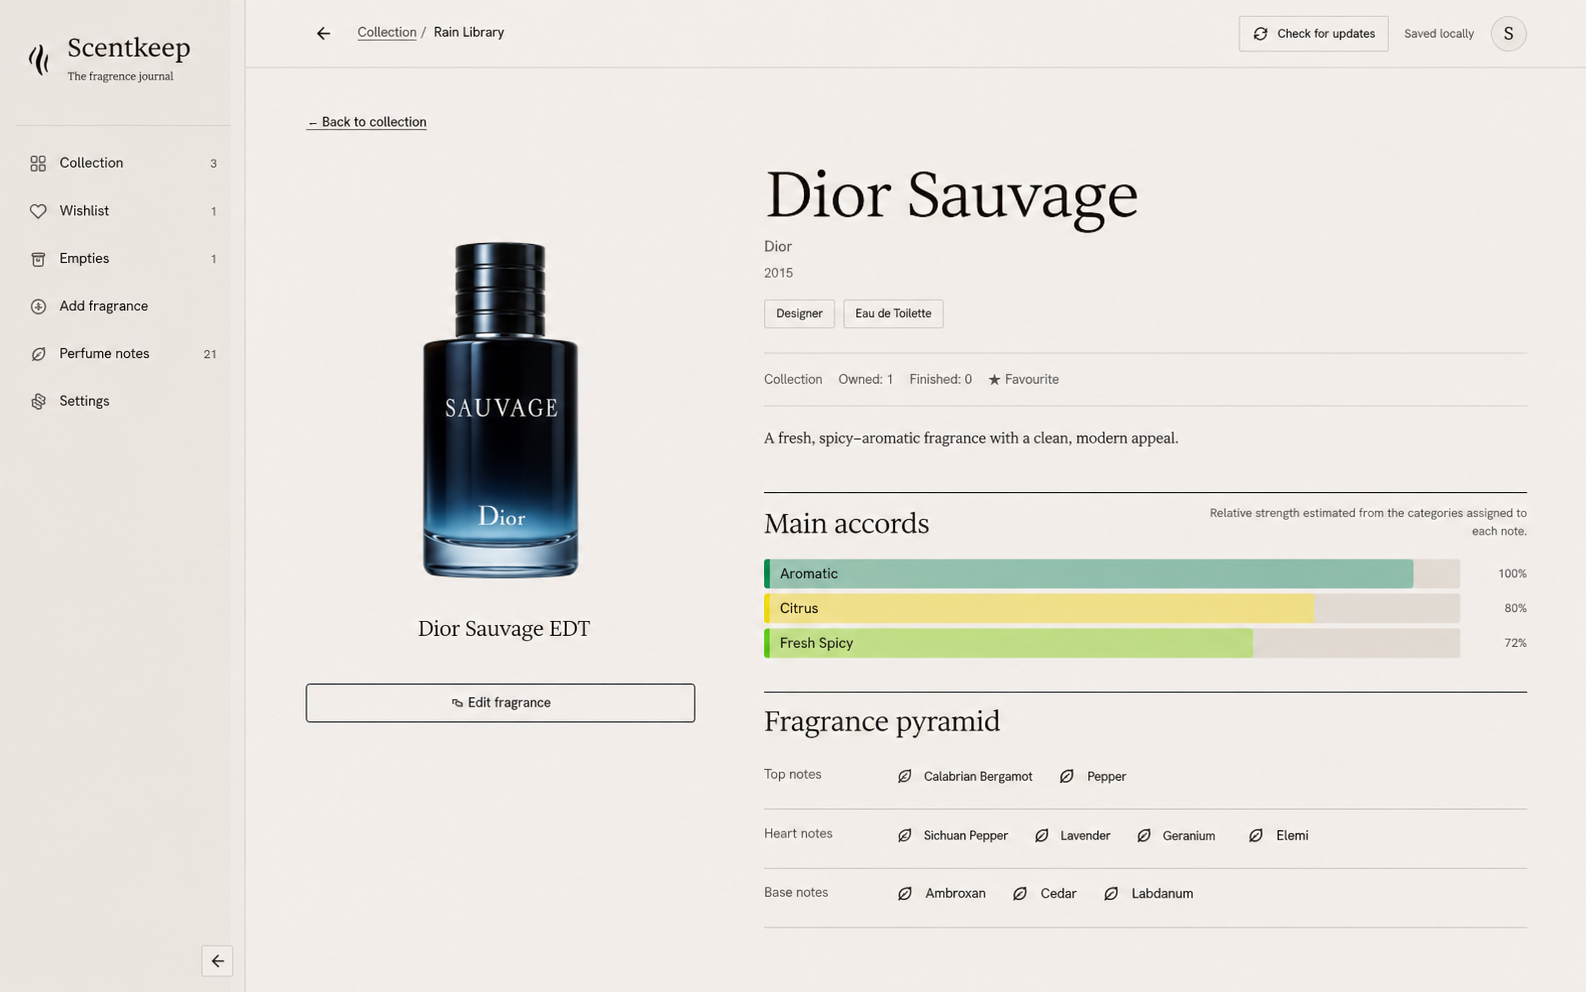 Scentkeep
The fragrence journal
Collection 3
Wishlist 1
Empties 1
Add fragrance
Perfume notes 21
Settings
Collection / Rain Library
Check for updates
Saved locally
S
← Back to collection
SAUVAGE
Dior
Dior Sauvage EDT
Edit fragrance
Dior Sauvage
Dior
2015
Designer
Eau de Toilette
Collection Owned: 1 Finished: 0 ★ Favourite
A fresh, spicy–aromatic fragrance with a clean, modern appeal.
Main accords
Relative strength estimated from the categories assigned to
each note.
Aromatic 100%
Citrus 80%
Fresh Spicy 72%
Fragrance pyramid
Top notes Calabrian Bergamot Pepper
Heart notes Sichuan Pepper Lavender Geranium Elemi
Base notes Ambroxan Cedar Labdanum